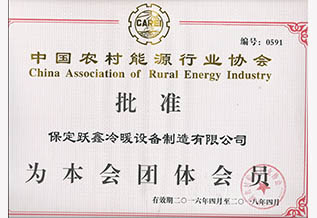 CAREI
编号：0591
中国农村能源行业协会
China Association of Rural Energy Industry
批准
保定跃鑫冷暖设备制造有限公司
为本会团体会员
有效期二〇一六年四月至二〇一八年四月